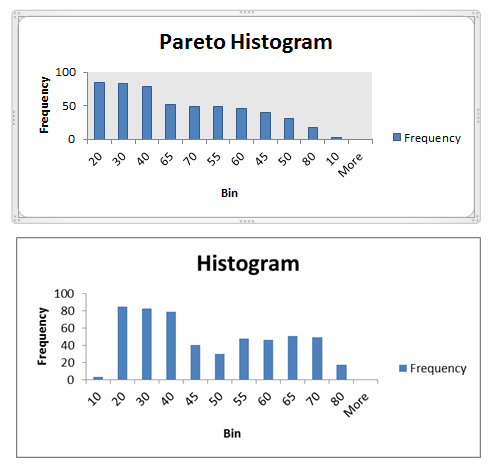 Pareto Histogram
Frequency
100
50
0
20 30 40 65 70 55 60 45 50 80 10 More
Bin
Frequency
Histogram
Frequency
100
80
60
40
20
0
10 20 30 40 45 50 55 60 65 70 80 More
Bin
Frequency